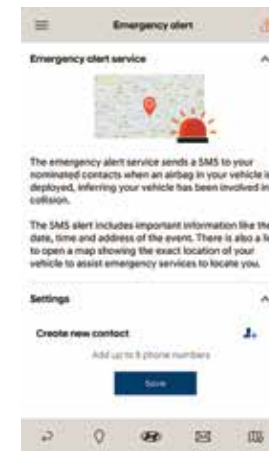 Emergency alert
Emergency alert service
The emergency alert service sends a SMS to your
nominated contacts when an airbag in your vehicle is
deployed, inferring your vehicle has been involved in
collision.
The SMS alert includes important information like the
date, time and address of the event. There is also a
to open a map showing the exact location of your
vehicle to assist emergency services to locate you.
Settings
Create new contact
Add up to phone numbers
Save